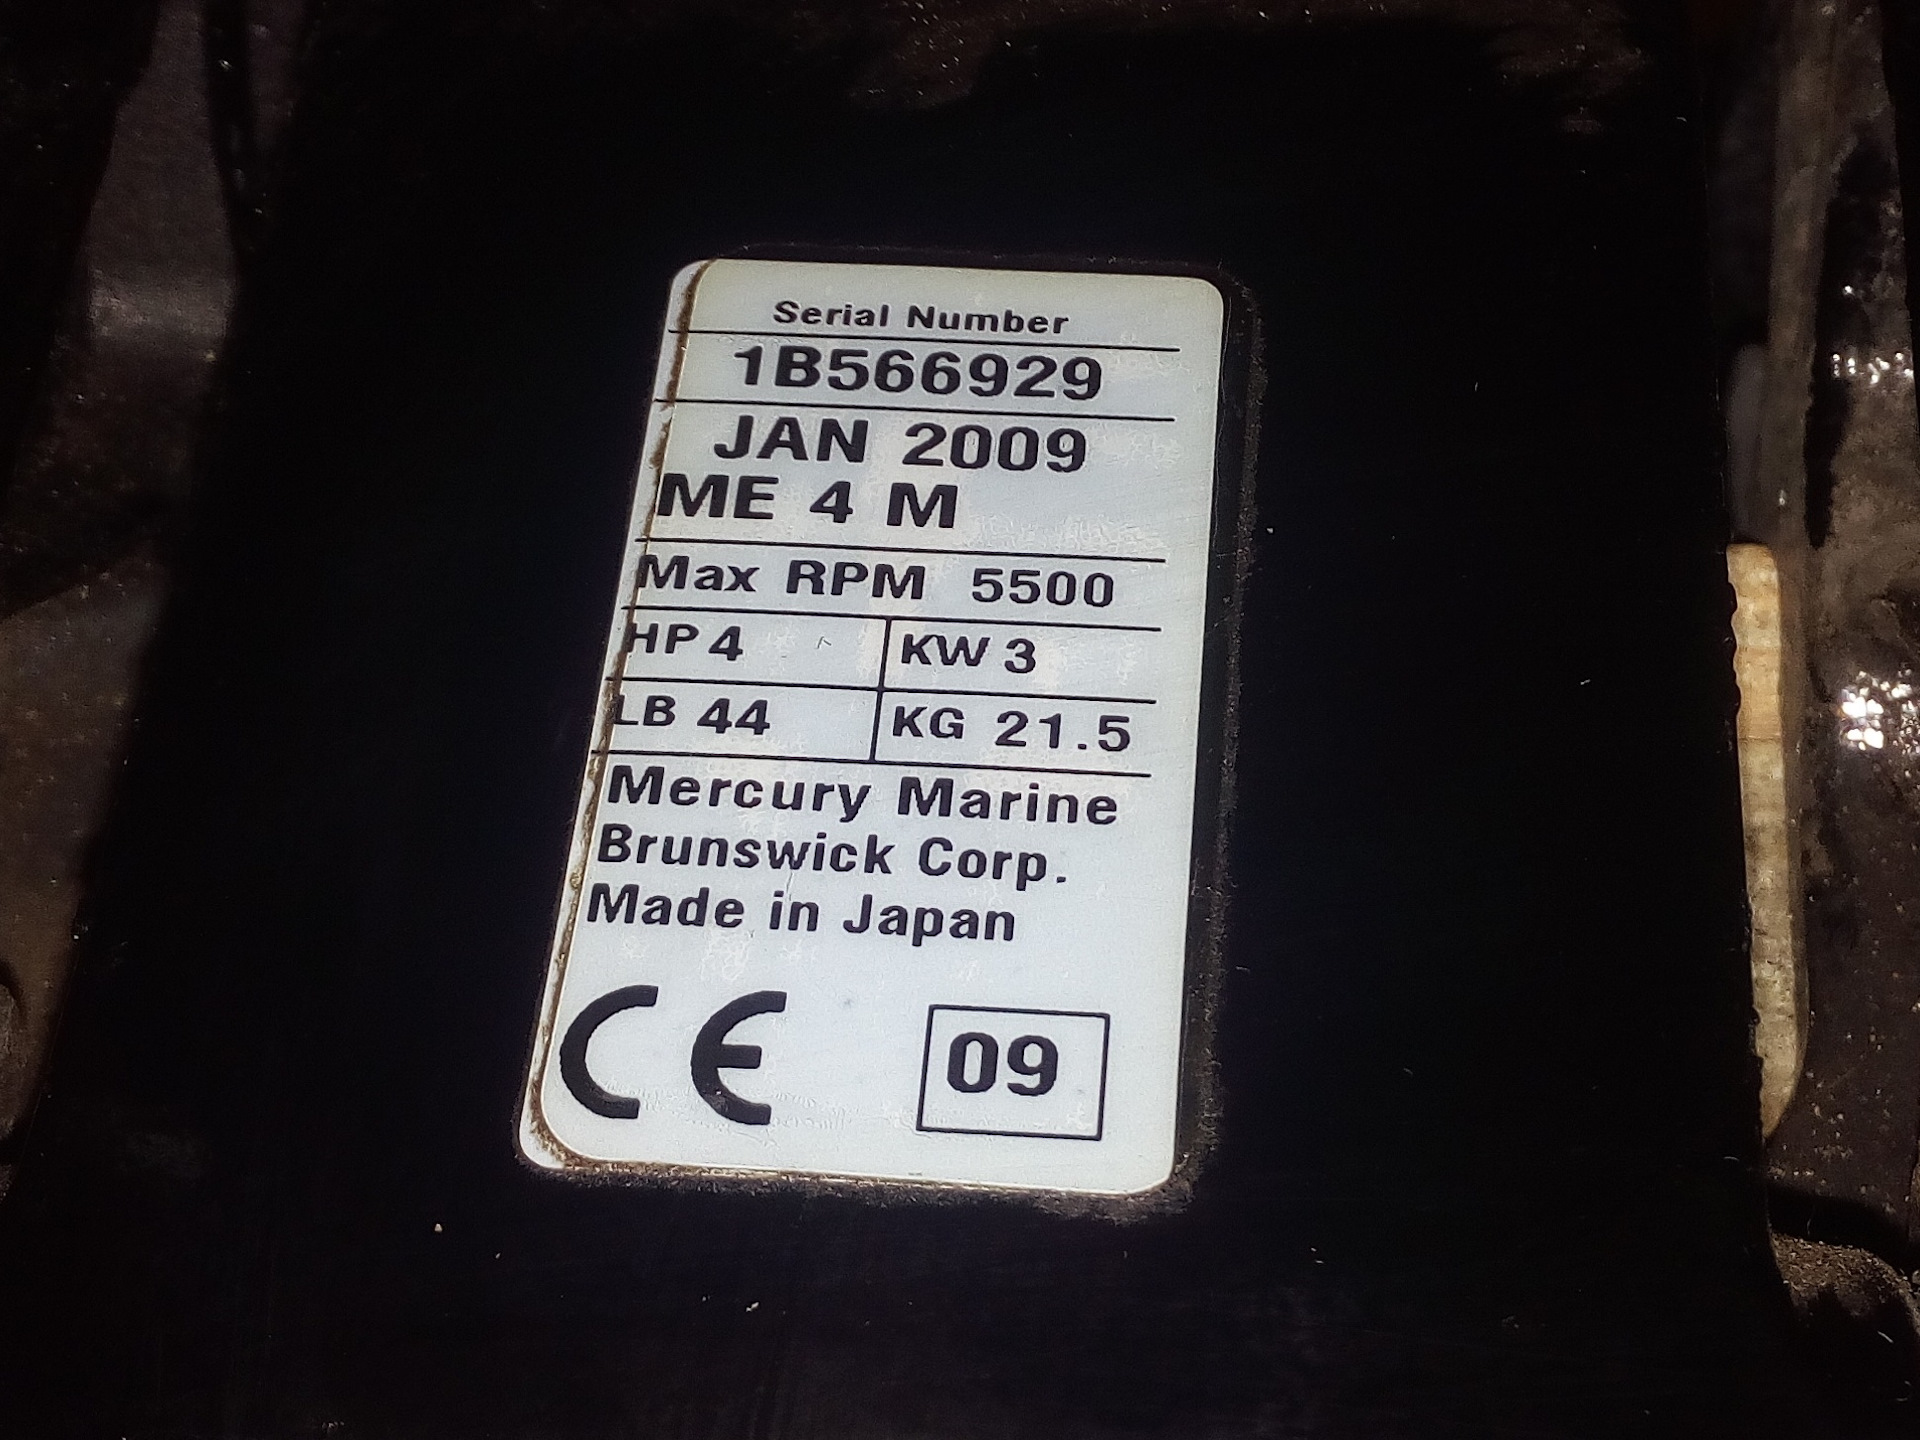 Serial Number
1B566929
JAN 2009
ME 4 M
Max RPM 5500
HP 4 KW 3
LB 44 KG 21.5
Mercury Marine
Brunswick Corp.
Made in Japan
CE 09